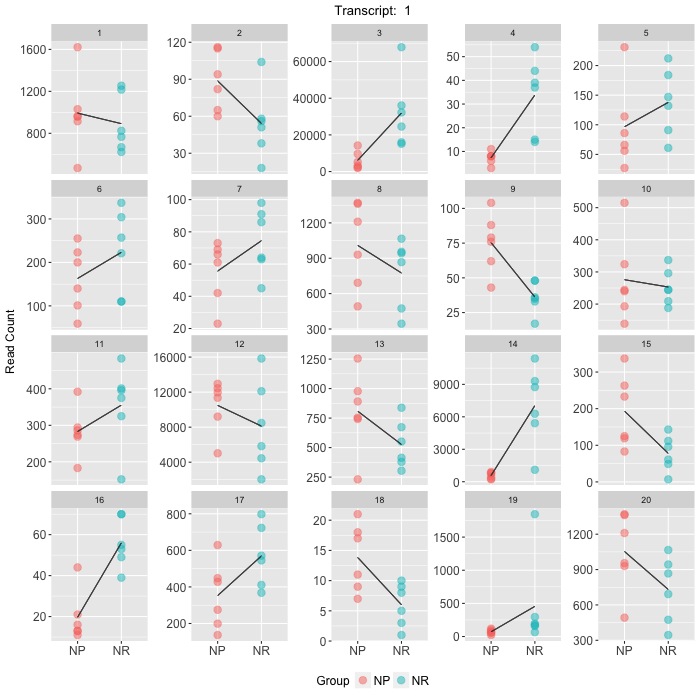 Transcript: 1
1 2 3 4 5
1600 1200 800
120 90 60 30
60000 40000 20000 0
50 40 30 20 10
200 150 100 50
6 7 8 9 10
300 200 100
100 80 60 40 20
1200 900 600 300
100 75 50 25
500 400 300 200
Read Count
11 12 13 14 15
400 300 200
16000 12000 8000 4000
1250 1000 750 500 250
9000 6000 3000 0
300 200 100 0
16 17 18 19 20
60 40 20
800 600 400 200
20 15 10 5 0
1500 1000 500 0
1200 900 600 300
NP NR NP NR NP NR NP NR NP NR
Group NP NR